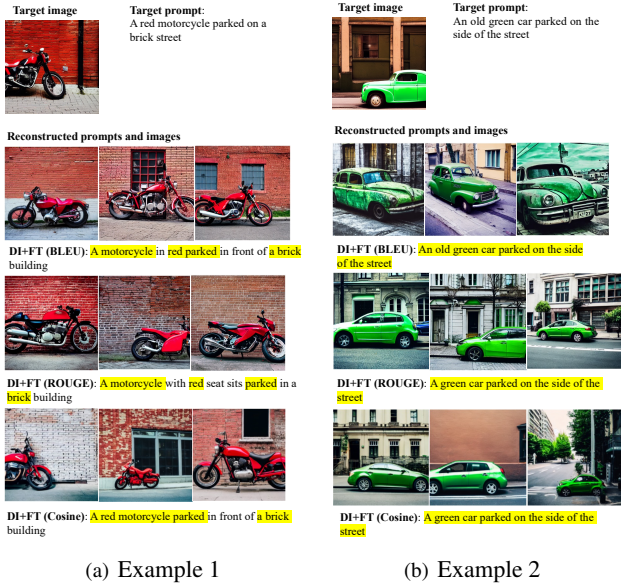 Target image
Target prompt:
A red motorcycle parked on a
brick street
Reconstructed prompts and images
DI+FT (BLEU): A motorcycle in red parked in front of a brick
building
DI+FT (ROUGE): A motorcycle with red seat sits parked in a
brick building
DI+FT (Cosine): A red motorcycle parked in front of a brick
building
(a) Example 1
Target image
Target prompt:
An old green car parked on the
side of the street
Reconstructed prompts and images
DI+FT (BLEU): An old green car parked on the side
of the street
DI+FT (ROUGE): A green car parked on the side of the
street
DI+FT (Cosine): A green car parked on the side of the
street
(b) Example 2